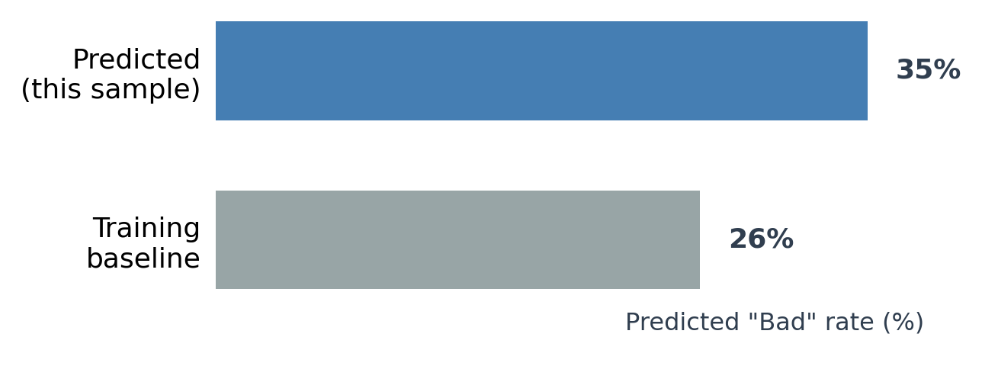 Predicted
(this sample)
35%
Training
baseline
26%
Predicted "Bad" rate (%)